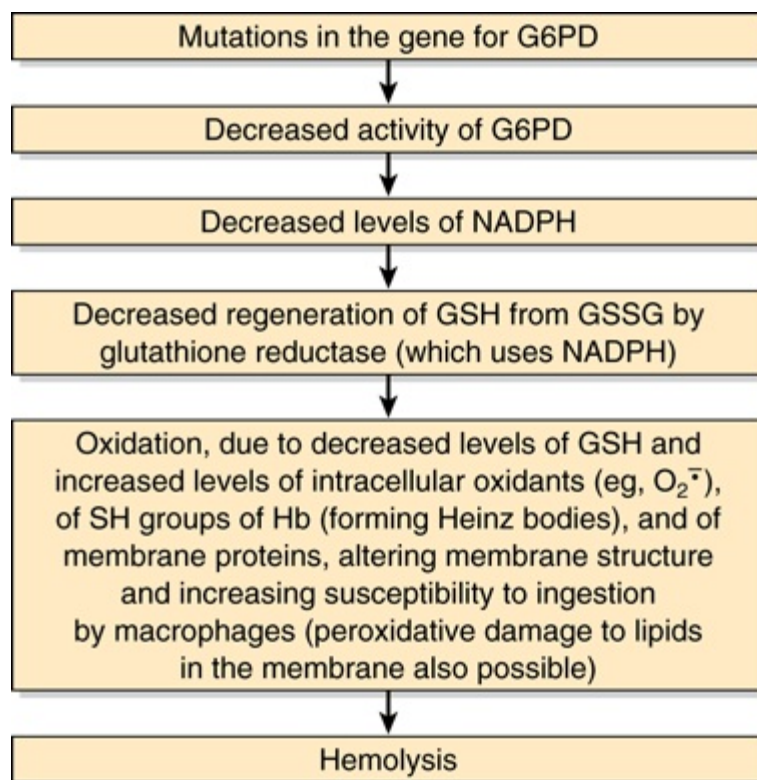 Mutations in the gene for G6PD
Decreased activity of G6PD
Decreased levels of NADPH
Decreased regeneration of GSH from GSSG by
glutathione reductase (which uses NADPH)
Oxidation, due to decreased levels of GSH and
increased levels of intracellular oxidants (eg, O₂⁻•),
of SH groups of Hb (forming Heinz bodies), and of
membrane proteins, altering membrane structure
and increasing susceptibility to ingestion
by macrophages (peroxidative damage to lipids
in the membrane also possible)
Hemolysis